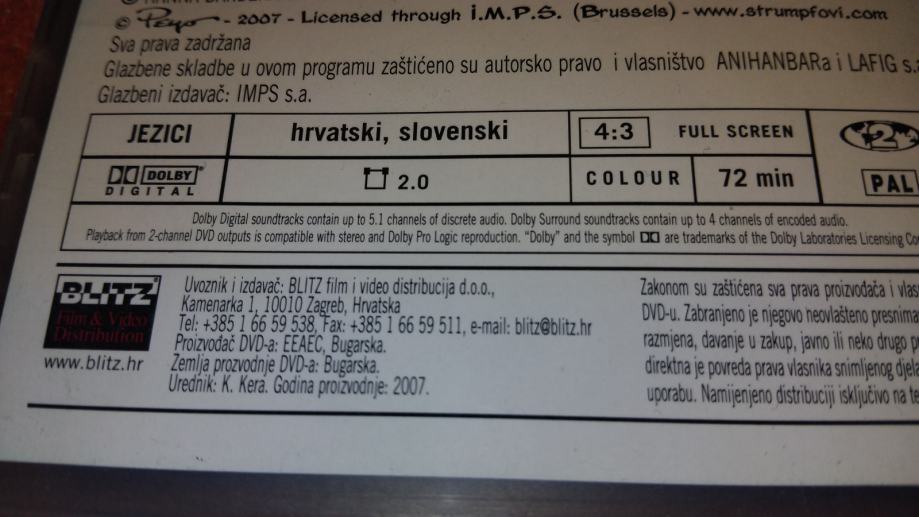 © Peyo - 2007 - Licensed through I.M.P.S. (Brussels) - www.strumpfovi.com
Sva prava zadržana
Glazbene skladbe u ovom programu zaštićeno su autorsko pravo i vlasništvo ANIHANBARa i LAFIG s.a
Glazbeni izdavač: IMPS s.a.
JEZICI hrvatski, slovenski 4:3 FULL SCREEN 2
DOLBY DIGITAL 2.0 COLOUR 72 min PAL
Dolby Digital soundtracks contain up to 5.1 channels of discrete audio. Dolby Surround soundtracks contain up to 4 channels of encoded audio.
Playback from 2-channel DVD outputs is compatible with stereo and Dolby Pro Logic reproduction. "Dolby" and the symbol are trademarks of the Dolby Laboratories Licensing Co
BLITZ
Film & Video
Distribution
www.blitz.hr
Uvoznik i izdavač: BLITZ film i video distribucija d.o.o.,
Kamenarka 1, 10010 Zagreb, Hrvatska
Tel: +385 1 66 59 538, Fax: +385 1 66 59 511, e-mail: blitz@blitz.hr
Proizvođač DVD-a: EEAEC, Bugarska.
Zemlja prozvodnje DVD-a: Bugarska.
Urednik: K. Kera. Godina proizvodnje: 2007.
Zakonom su zaštićena sva prava proizvođača i vlas
DVD-u. Zabranjeno je njegovo neovlašteno presnima
razmjena, davanje u zakup, javno ili neko drugo p
direktna je povreda prava vlasnika snimljenog djela
uporabu. Namijenjeno distribuciji isključivo na te